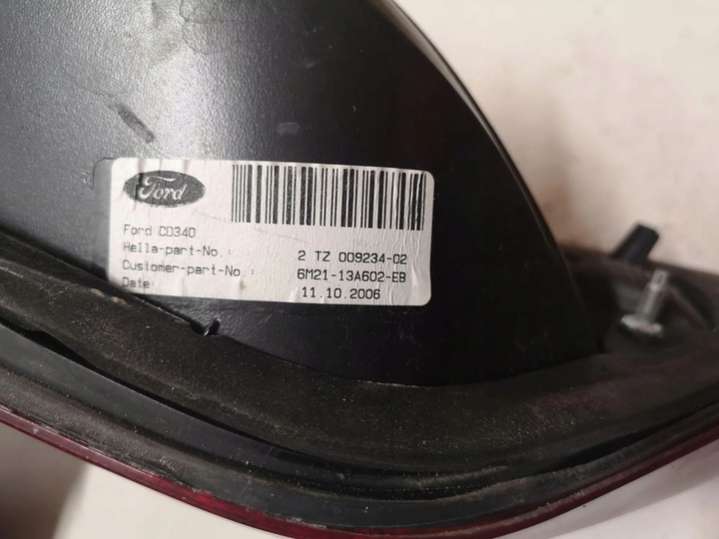 Ford
Ford CD340
Hella-part-No.: 2 TZ 009234-02
Customer-part-No.: 6M21-13A602-EB
Date: 11.10.2006